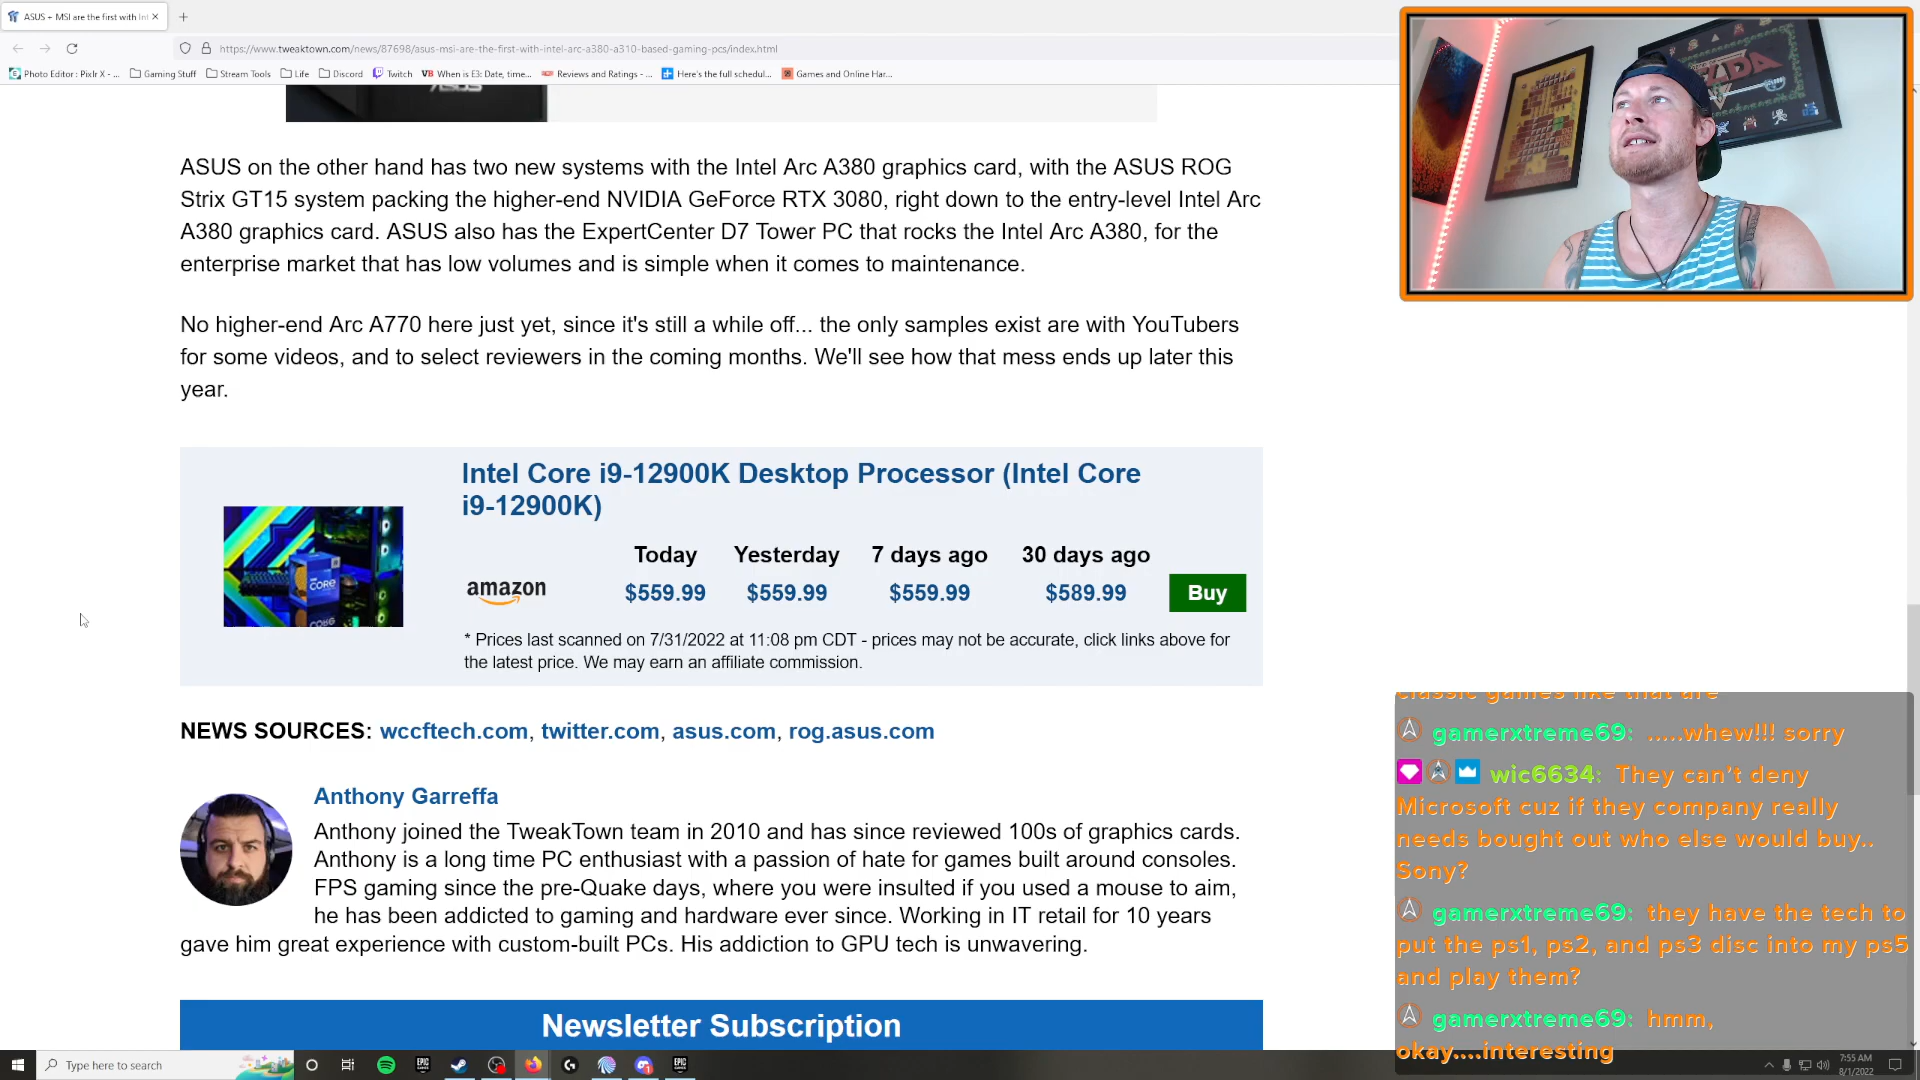 ASUS + MSI are the first with Int
https://www.tweaktown.com/news/87698/asus-msi-are-the-first-with-intel-arc-a380-a310-based-gaming-pcs/index.html
Photo Editor : Pixlr X - ...
Gaming Stuff
Stream Tools
Life
Discord
Twitch
When is E3: Date, time...
Reviews and Ratings - ...
Here's the full schedul...
Games and Online Har...
ZELDA
ASUS
ASUS on the other hand has two new systems with the Intel Arc A380 graphics card, with the ASUS ROG
Strix GT15 system packing the higher-end NVIDIA GeForce RTX 3080, right down to the entry-level Intel Arc
A380 graphics card. ASUS also has the ExpertCenter D7 Tower PC that rocks the Intel Arc A380, for the
enterprise market that has low volumes and is simple when it comes to maintenance.
No higher-end Arc A770 here just yet, since it's still a while off... the only samples exist are with YouTubers
for some videos, and to select reviewers in the coming months. We'll see how that mess ends up later this
year.
Intel Core i9-12900K Desktop Processor (Intel Core
i9-12900K)
Today Yesterday 7 days ago 30 days ago
amazon $559.99 $559.99 $559.99 $589.99 Buy
* Prices last scanned on 7/31/2022 at 11:08 pm CDT - prices may not be accurate, click links above for
the latest price. We may earn an affiliate commission.
CORE
NEWS SOURCES: wccftech.com, twitter.com, asus.com, rog.asus.com
Anthony Garreffa
Anthony joined the TweakTown team in 2010 and has since reviewed 100s of graphics cards.
Anthony is a long time PC enthusiast with a passion of hate for games built around consoles.
FPS gaming since the pre-Quake days, where you were insulted if you used a mouse to aim,
he has been addicted to gaming and hardware ever since. Working in IT retail for 10 years
gave him great experience with custom-built PCs. His addiction to GPU tech is unwavering.
Newsletter Subscription
classic games like that are
gamerxtreme69: .....whew!!! sorry
wic6634: They can't deny
Microsoft cuz if they company really
needs bought out who else would buy..
Sony?
gamerxtreme69: they have the tech to
put the ps1, ps2, and ps3 disc into my ps5
and play them?
gamerxtreme69: hmm,
okay....interesting
Type here to search
7:55 AM
8/1/2022